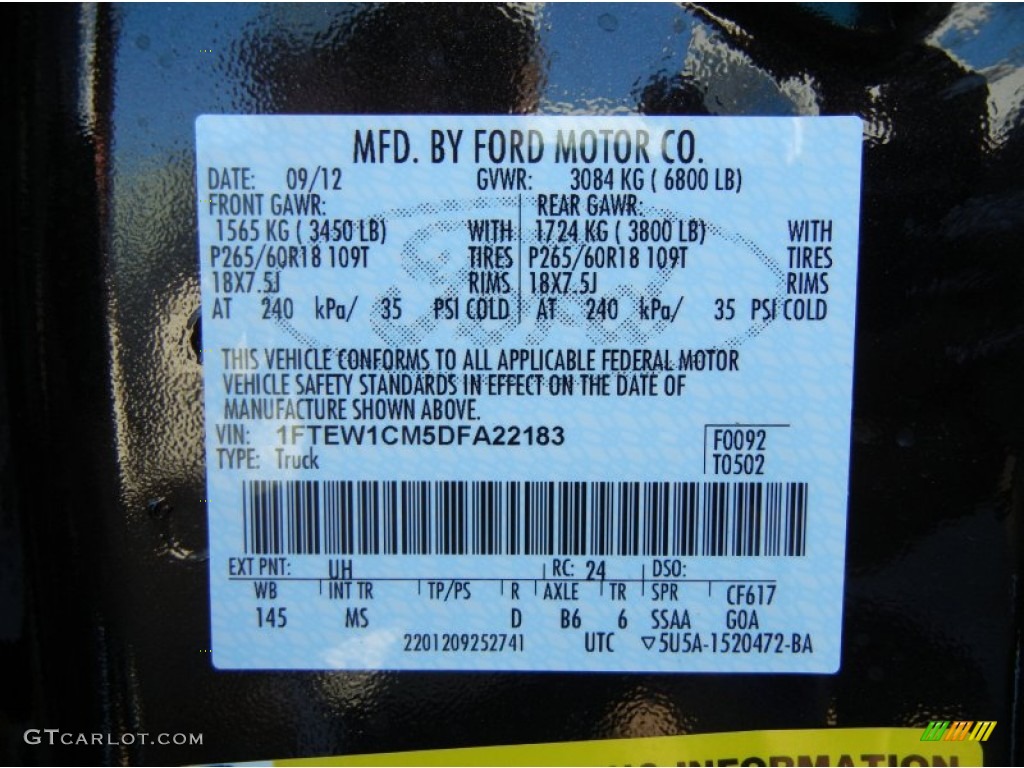 MFD. BY FORD MOTOR CO.
DATE: 09/12 GVWR: 3084 KG ( 6800 LB)
FRONT GAWR: REAR GAWR:
1565 KG ( 3450 LB) WITH 1724 KG ( 3800 LB) WITH
P265/60R18 109T TIRES P265/60R18 109T TIRES
18X7.5J RIMS 18X7.5J RIMS
AT 240 kPa/ 35 PSI COLD AT 240 kPa/ 35 PSI COLD
THIS VEHICLE CONFORMS TO ALL APPLICABLE FEDERAL MOTOR
VEHICLE SAFETY STANDARDS IN EFFECT ON THE DATE OF
MANUFACTURE SHOWN ABOVE.
VIN: 1FTEW1CM5DFA22183 F0092
TYPE: Truck T0502
EXT PNT: UH RC: 24 DSO:
WB INT TR TP/PS R AXLE TR SPR CF617
145 MS D B6 6 SSAA GOA
2201209252741 UTC ▽5U5A-1520472-BA
INFORMATION
GTCARLOT.COM